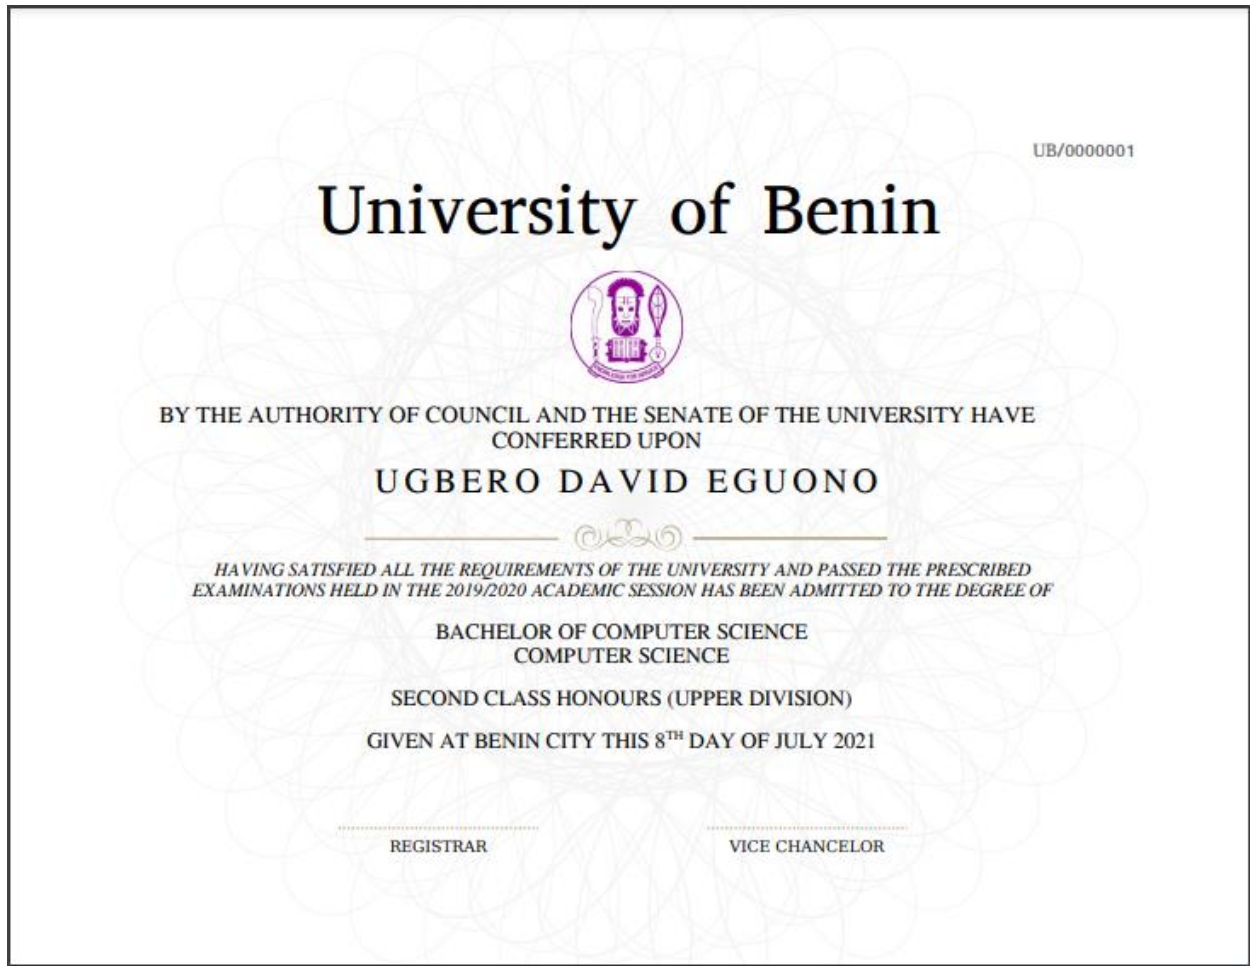 UB/0000001
University of Benin
KNOWLEDGE FOR SERVICE
BY THE AUTHORITY OF COUNCIL AND THE SENATE OF THE UNIVERSITY HAVE
CONFERRED UPON
UGBERO DAVID EGUONO
HAVING SATISFIED ALL THE REQUIREMENTS OF THE UNIVERSITY AND PASSED THE PRESCRIBED
EXAMINATIONS HELD IN THE 2019/2020 ACADEMIC SESSION HAS BEEN ADMITTED TO THE DEGREE OF
BACHELOR OF COMPUTER SCIENCE
COMPUTER SCIENCE
SECOND CLASS HONOURS (UPPER DIVISION)
GIVEN AT BENIN CITY THIS 8TH DAY OF JULY 2021
REGISTRAR
VICE CHANCELOR